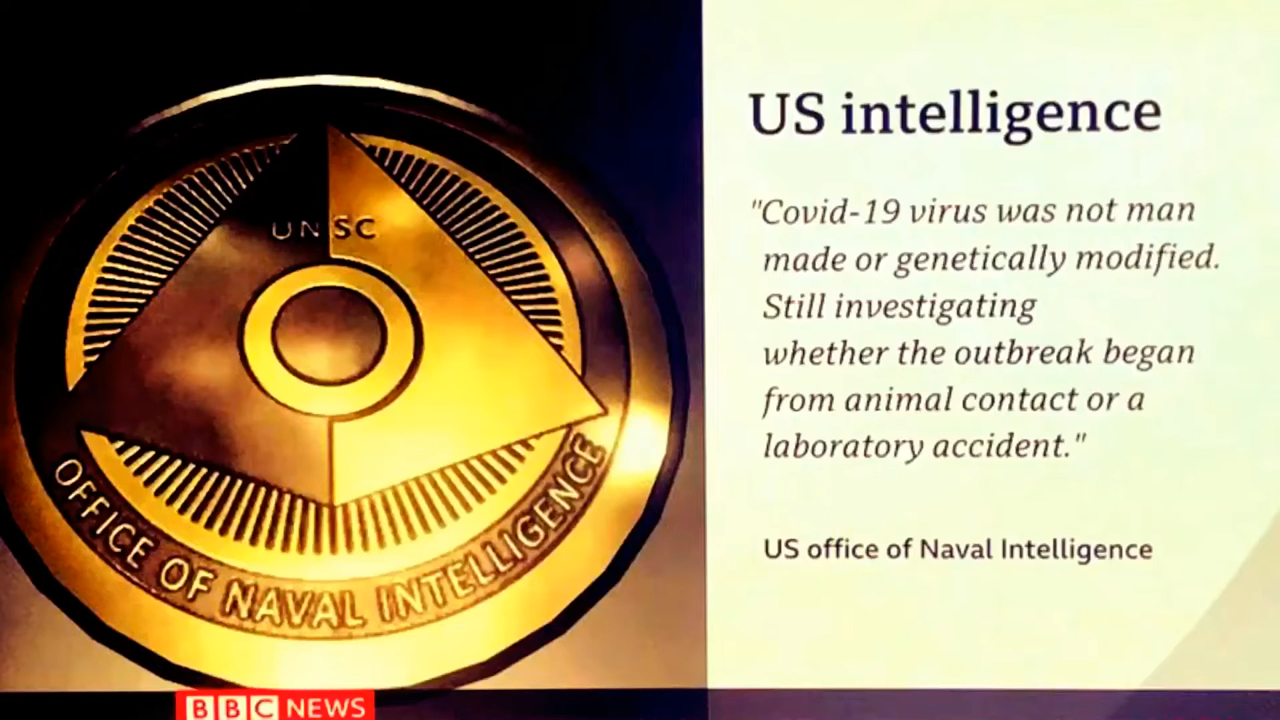 UNSC
OFFICE OF NAVAL INTELLIGENCE
US intelligence
"Covid-19 virus was not man
made or genetically modified.
Still investigating
whether the outbreak began
from animal contact or a
laboratory accident."
US office of Naval Intelligence
BBC NEWS